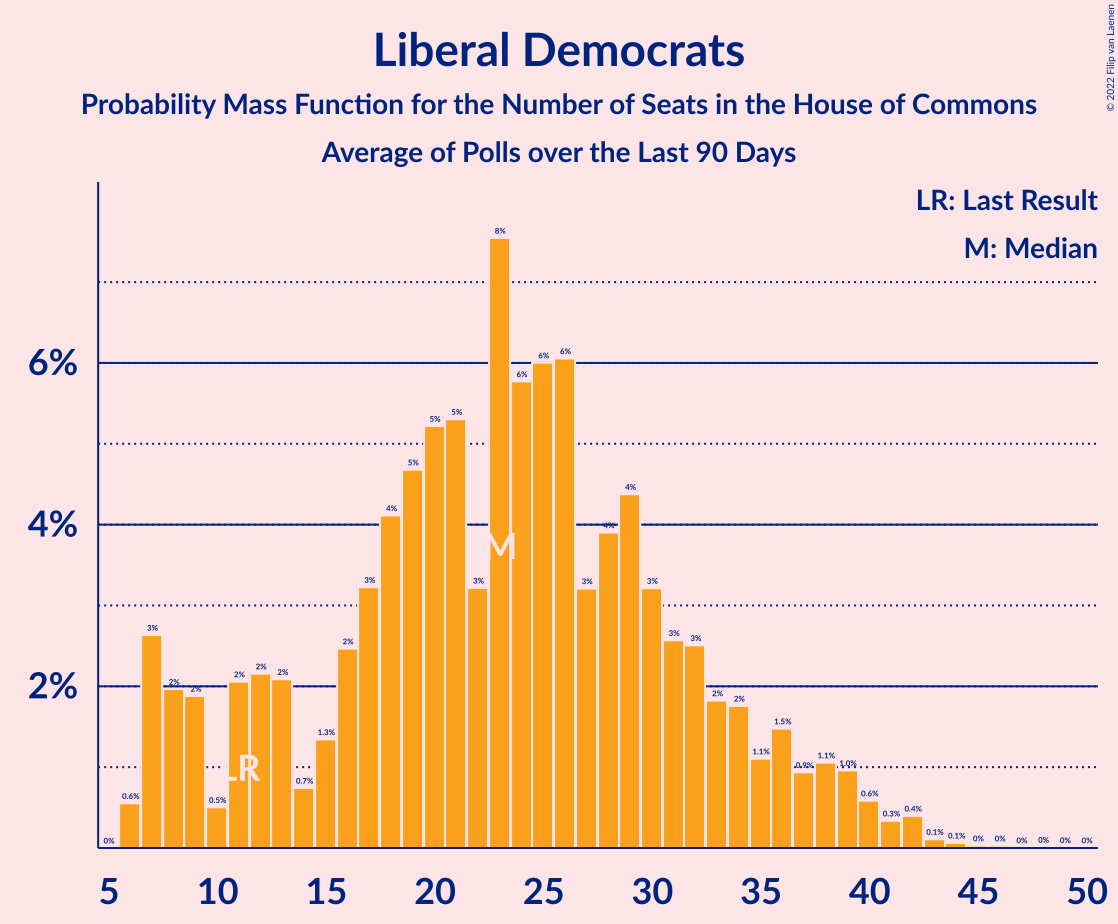 Liberal Democrats
Probability Mass Function for the Number of Seats in the House of Commons
Average of Polls over the Last 90 Days
© 2022 Filip van Laenen
LR: Last Result
M: Median
8%
6%
6% 6% 6%
5% 5%
5%
4%
4%
4%
4%
M
3% 3% 3% 3%
3%
3% 3%
2%
2%
2% 2% 2% 2% 2%
2% 2%
1.5%
1.3%
LR
1.1% 1.1% 1.0%
0.9%
0.7%
0.6% 0.5% 0.6%
0.3% 0.4%
0% 0.1% 0.1% 0% 0% 0% 0% 0% 0%
5 10 15 20 25 30 35 40 45 50